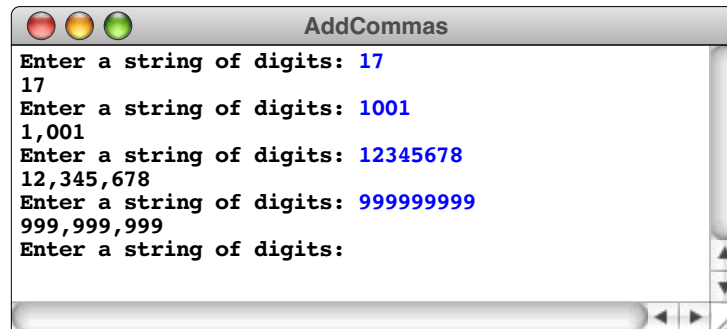 AddCommas
Enter a string of digits: 17
17
Enter a string of digits: 1001
1,001
Enter a string of digits: 12345678
12,345,678
Enter a string of digits: 999999999
999,999,999
Enter a string of digits: